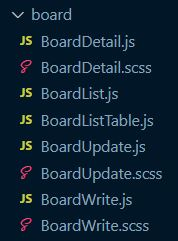 board
JS BoardDetail.js
BoardDetail.scss
JS BoardList.js
JS BoardListTable.js
JS BoardUpdate.js
BoardUpdate.scss
JS BoardWrite.js
BoardWrite.scss